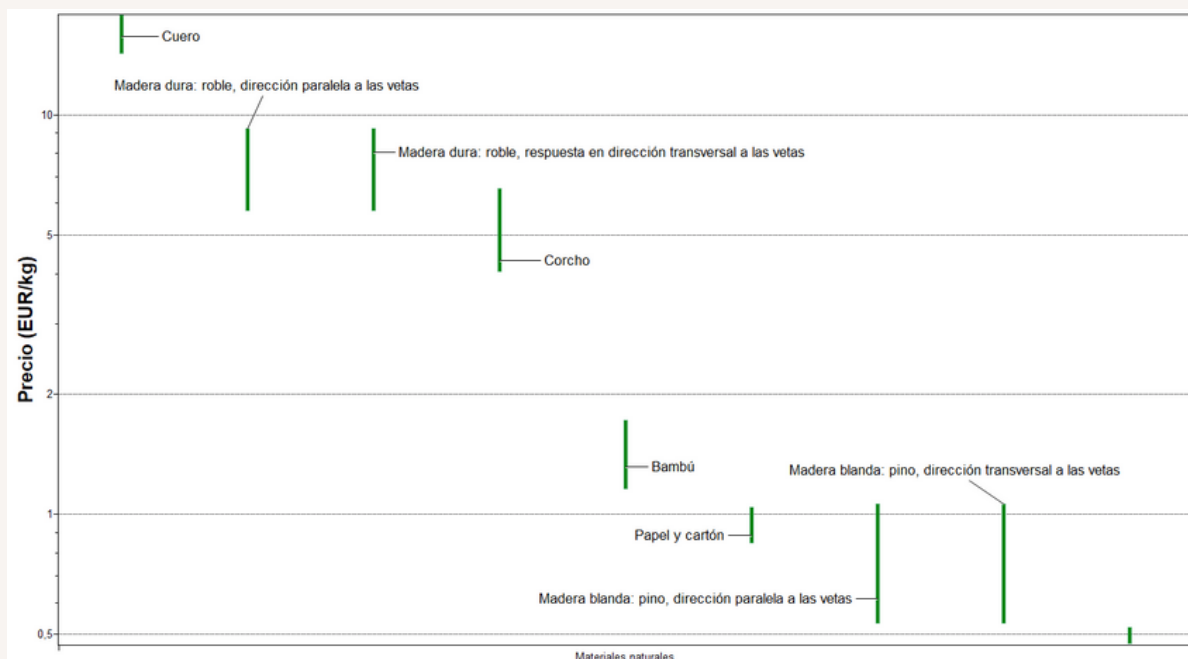 Cuero
Madera dura: roble, dirección paralela a las vetas
10
Madera dura: roble, respuesta en dirección transversal a las vetas
5
Corcho
Precio (EUR/kg)
2
Bambú
Madera blanda: pino, dirección transversal a las vetas
1
Papel y cartón
Madera blanda: pino, dirección paralela a las vetas
0,5
Materiales naturales